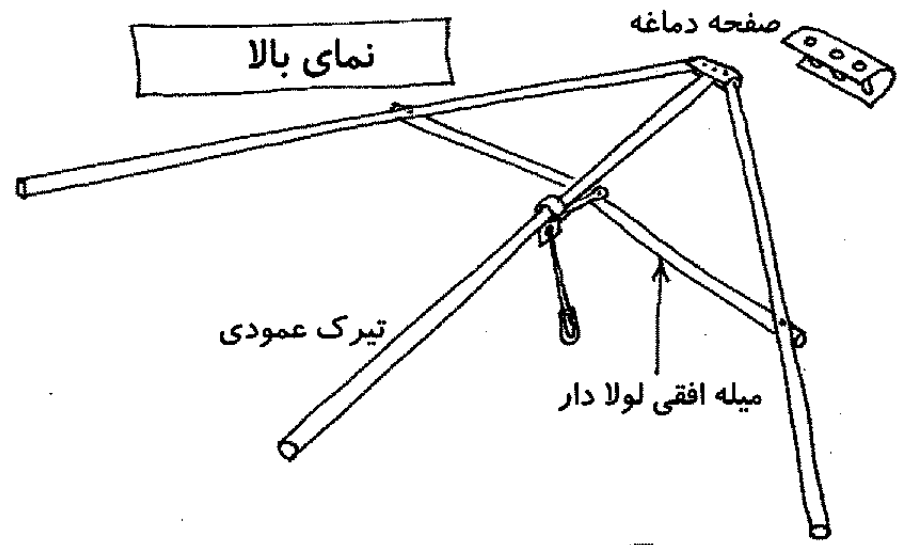 صفحه دماغه
نمای بالا
تیرک عمودی
میله افقی لولا دار